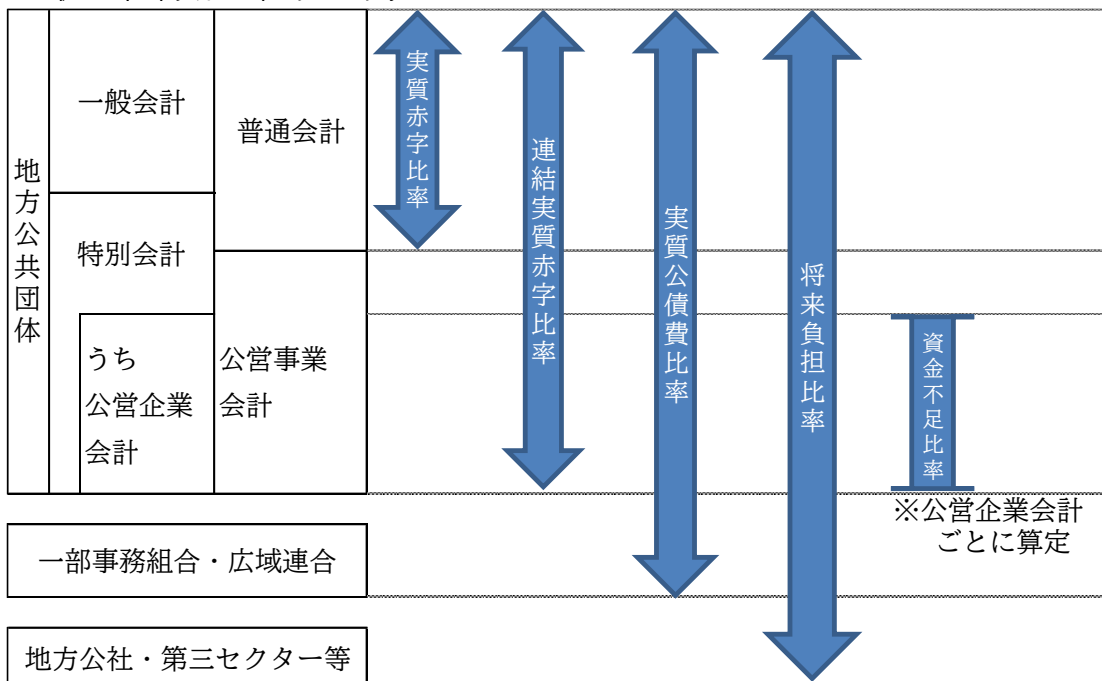 地方公共団体
一般会計
普通会計
特別会計
うち
公営企業
会計
公営事業
会計
実質赤字比率
連結実質赤字比率
実質公債費比率
将来負担比率
資金不足比率
※公営企業会計
ごとに算定
一部事務組合・広域連合
地方公社・第三セクター等